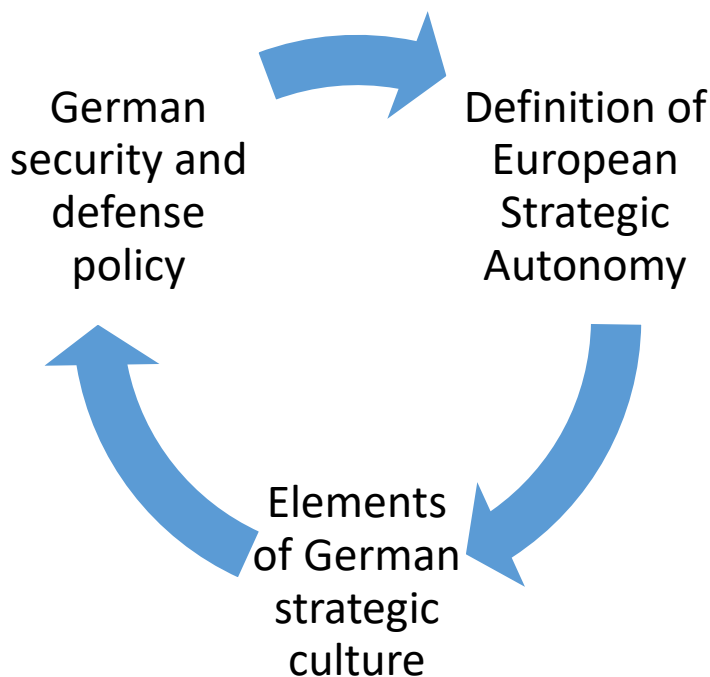 German
security and
defense
policy
Definition of
European
Strategic
Autonomy
Elements
of German
strategic
culture